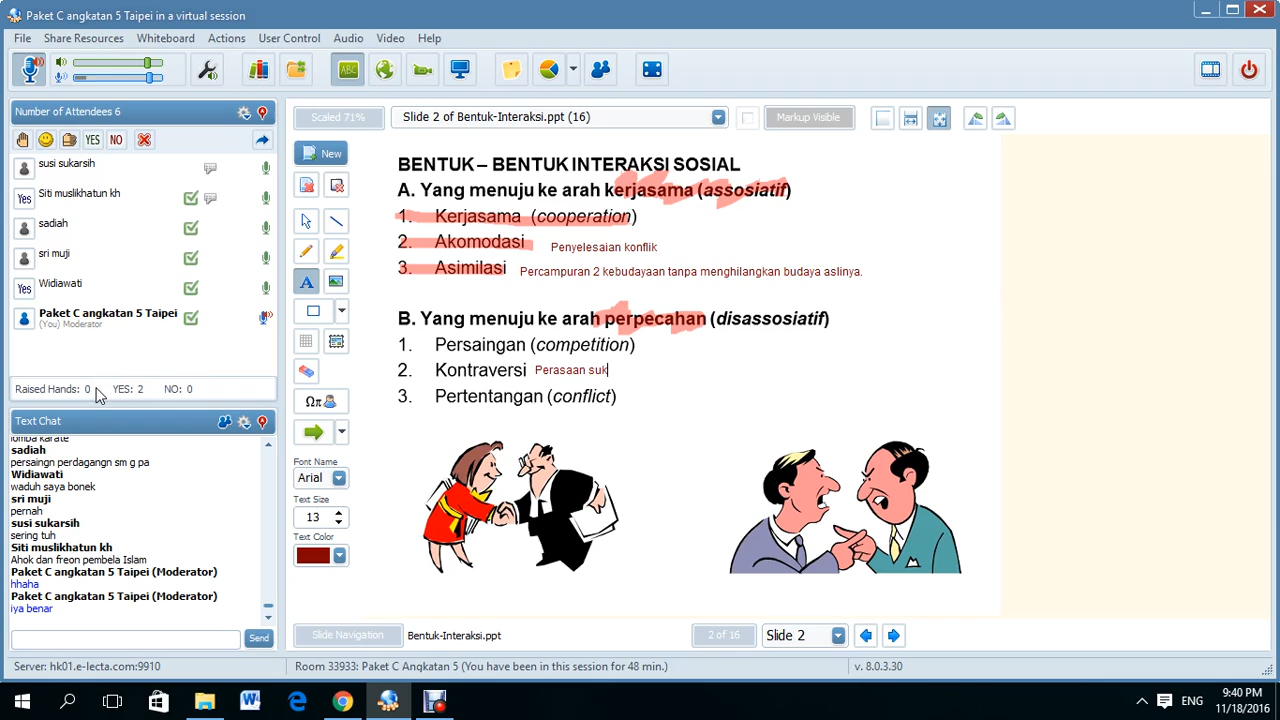 Paket C angkatan 5 Taipei in a virtual session
File Share Resources Whiteboard Actions User Control Audio Video Help
ABC
Number of Attendees 6
YES NO
susi sukarsih
Yes Siti muslikhatun kh
sadiah
sri muji
Yes Widiawati
Paket C angkatan 5 Taipei
(You) Moderator
Raised Hands: 0 YES: 2 NO: 0
Text Chat
lomba karate
sadiah
persaingn perdagangn sm g pa
Widiawati
waduh saya bonek
sri muji
pernah
susi sukarsih
sering tuh
Siti muslikhatun kh
Ahok dan freon pembela Islam
Paket C angkatan 5 Taipei (Moderator)
hhaha
Paket C angkatan 5 Taipei (Moderator)
iya benar
Send
Scaled 71% Slide 2 of Bentuk-Interaksi.ppt (16) Markup Visible
New
A
Ωπ
Font Name
Arial
Text Size
13
Text Color
BENTUK – BENTUK INTERAKSI SOSIAL
A. Yang menuju ke arah kerjasama (assosiatif)
1. Kerjasama (cooperation)
2. Akomodasi Penyelesaian konflik
3. Asimilasi Percampuran 2 kebudayaan tanpa menghilangkan budaya aslinya.
B. Yang menuju ke arah perpecahan (disassosiatif)
1. Persaingan (competition)
2. Kontraversi Perasaan suk
3. Pertentangan (conflict)
Slide Navigation Bentuk-Interaksi.ppt 2 of 16 Slide 2
Server: hk01.e-lecta.com:9910 Room 33933: Paket C Angkatan 5 (You have been in this session for 48 min.) v. 8.0.3.30
ENG
9:40 PM
11/18/2016